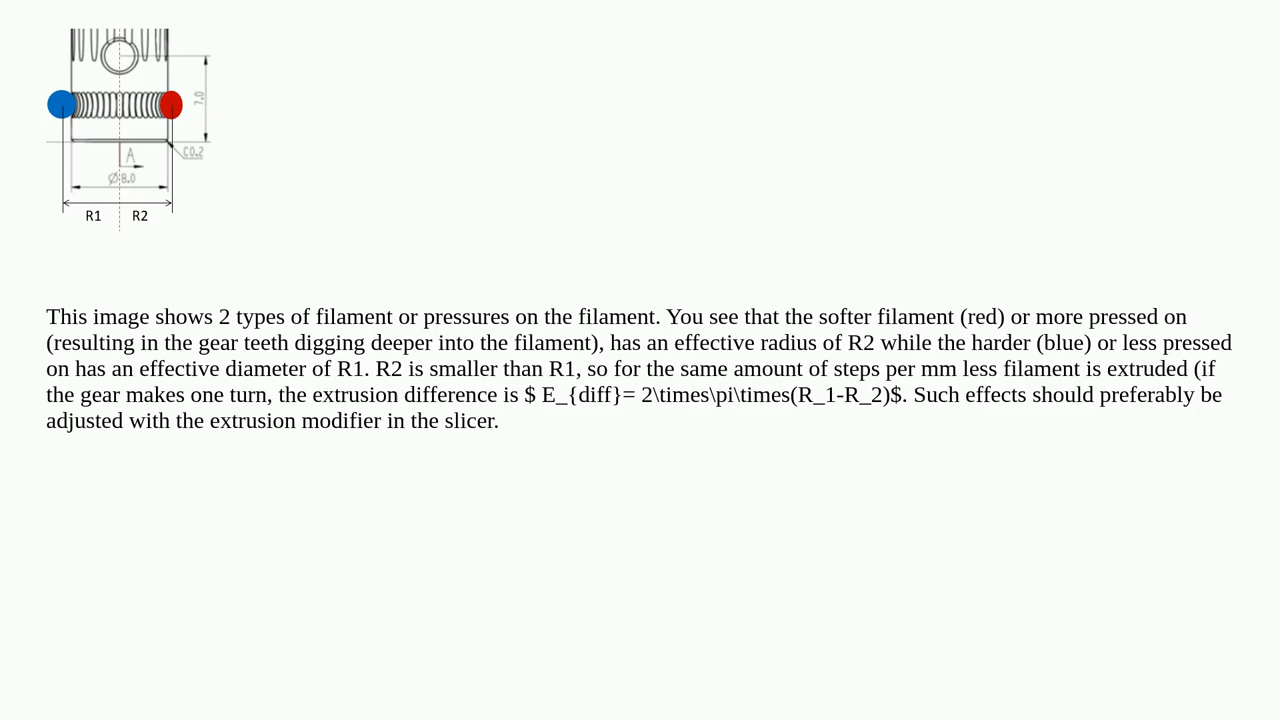 7.0
C0.2
A
Ø8.0
R1 R2
This image shows 2 types of filament or pressures on the filament. You see that the softer filament (red) or more pressed on
(resulting in the gear teeth digging deeper into the filament), has an effective radius of R2 while the harder (blue) or less pressed
on has an effective diameter of R1. R2 is smaller than R1, so for the same amount of steps per mm less filament is extruded (if
the gear makes one turn, the extrusion difference is $ E_{diff}= 2\times\pi\times(R_1-R_2)$. Such effects should preferably be
adjusted with the extrusion modifier in the slicer.